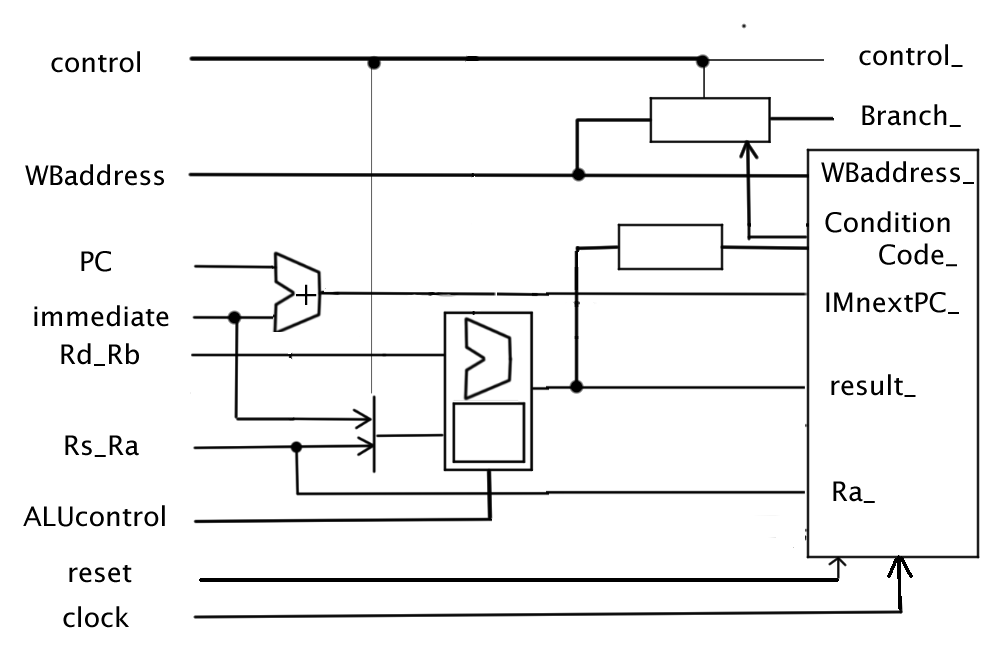 control
control_
Branch_
WBaddress
WBaddress_
Condition
Code_
PC
+
immediate
IMnextPC_
Rd_Rb
result_
Rs_Ra
Ra_
ALUcontrol
reset
clock